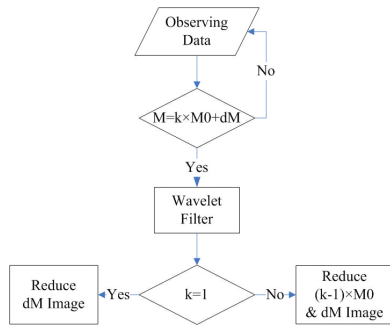 Observing
Data
No
M=k×M0+dM
Yes
Wavelet
Filter
Reduce
dM Image
Yes
k=1
No
Reduce
(k-1)×M0
& dM Image